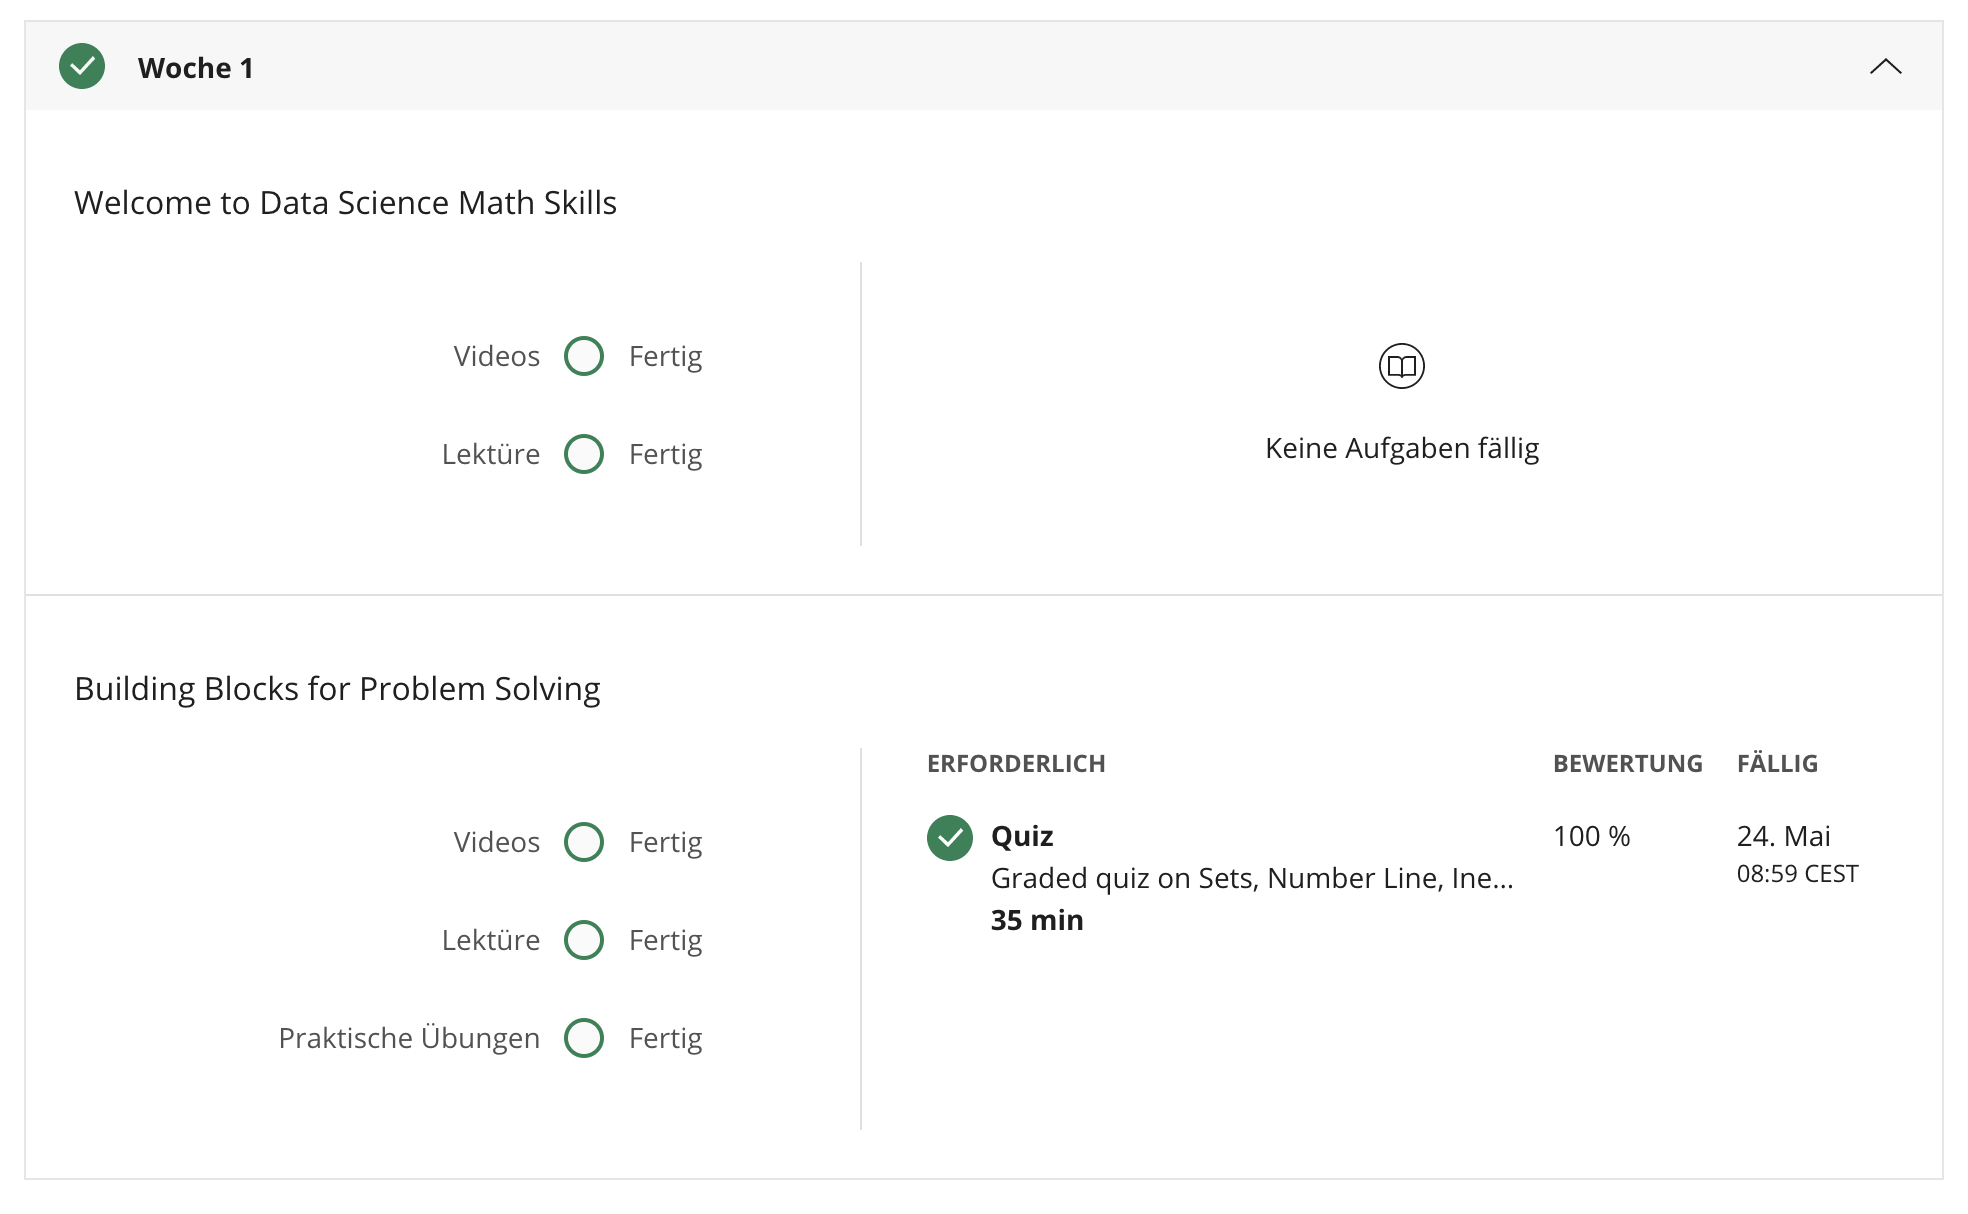 Woche 1
Welcome to Data Science Math Skills
Videos Fertig
Lektüre Fertig
Keine Aufgaben fällig
Building Blocks for Problem Solving
Videos Fertig
Lektüre Fertig
Praktische Übungen Fertig
ERFORDERLICH BEWERTUNG FÄLLIG
Quiz 100 % 24. Mai
08:59 CEST
Graded quiz on Sets, Number Line, Ine...
35 min